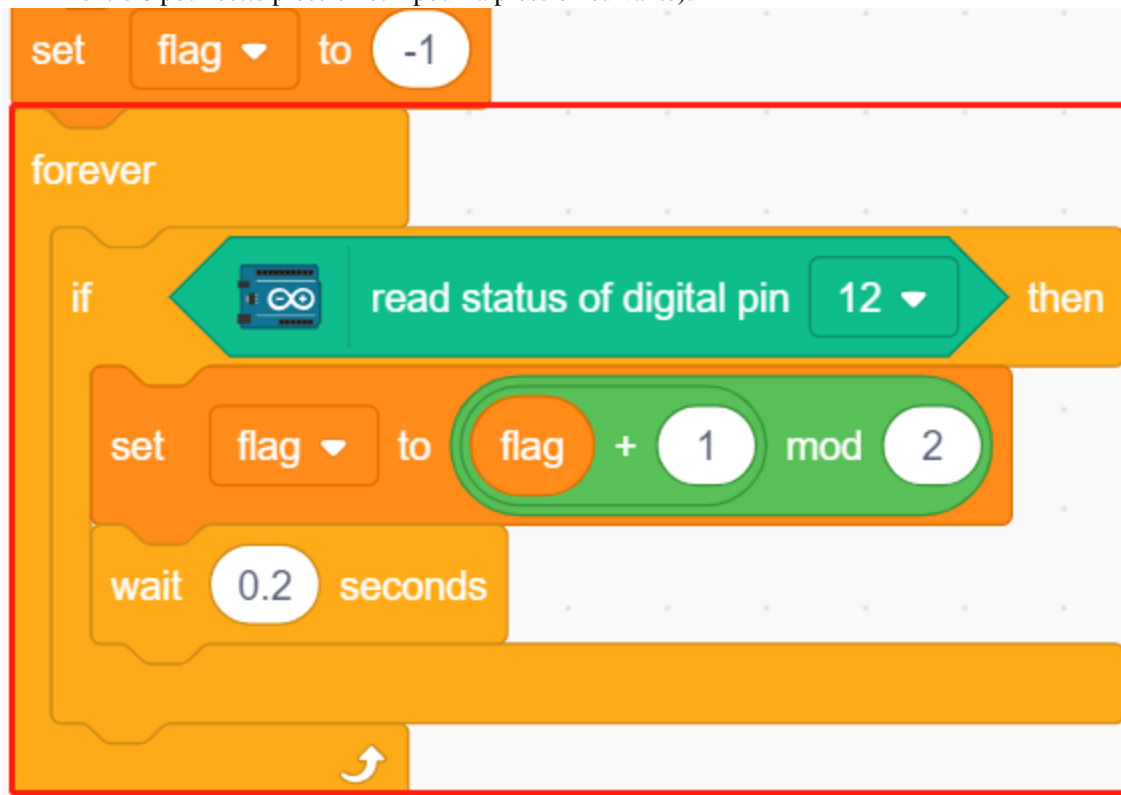 set flag to -1
forever
if read status of digital pin 12 then
set flag to flag + 1 mod 2
wait 0.2 seconds